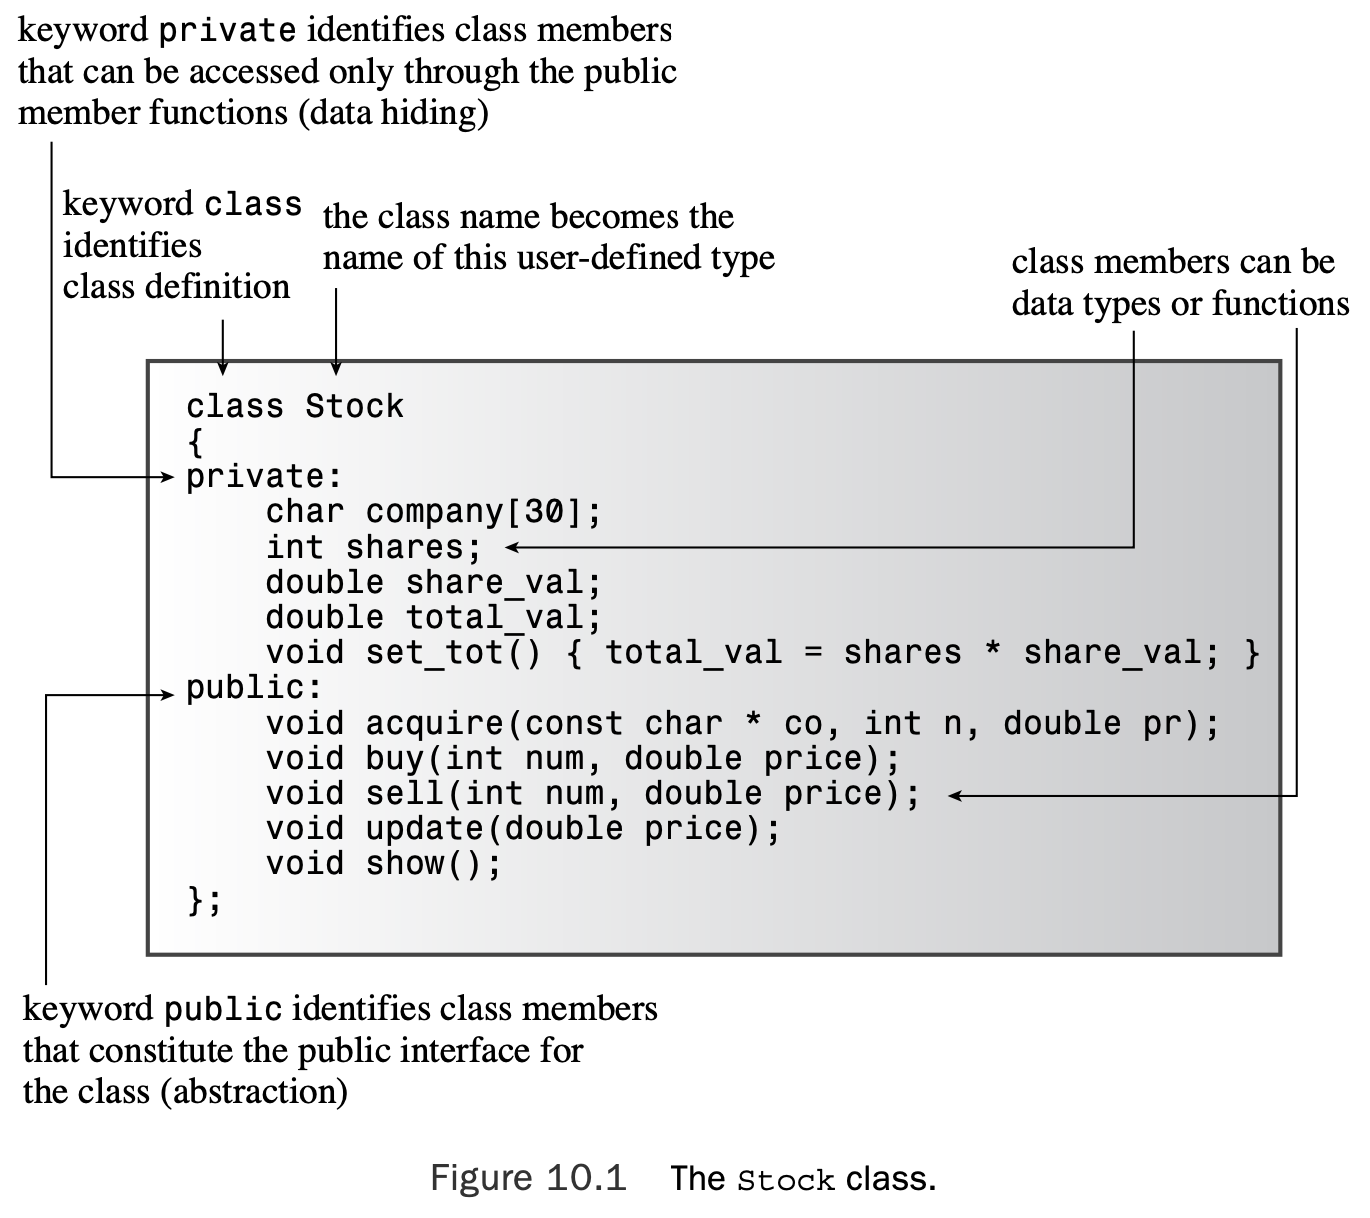 keyword private identifies class members
that can be accessed only through the public
member functions (data hiding)
keyword class
identifies
class definition
the class name becomes the
name of this user-defined type
class members can be
data types or functions
class Stock
{
private:
    char company[30];
    int shares;
    double share_val;
    double total_val;
    void set_tot() { total_val = shares * share_val; }
public:
    void acquire(const char * co, int n, double pr);
    void buy(int num, double price);
    void sell(int num, double price);
    void update(double price);
    void show();
};
keyword public identifies class members
that constitute the public interface for
the class (abstraction)
Figure 10.1 The Stock class.